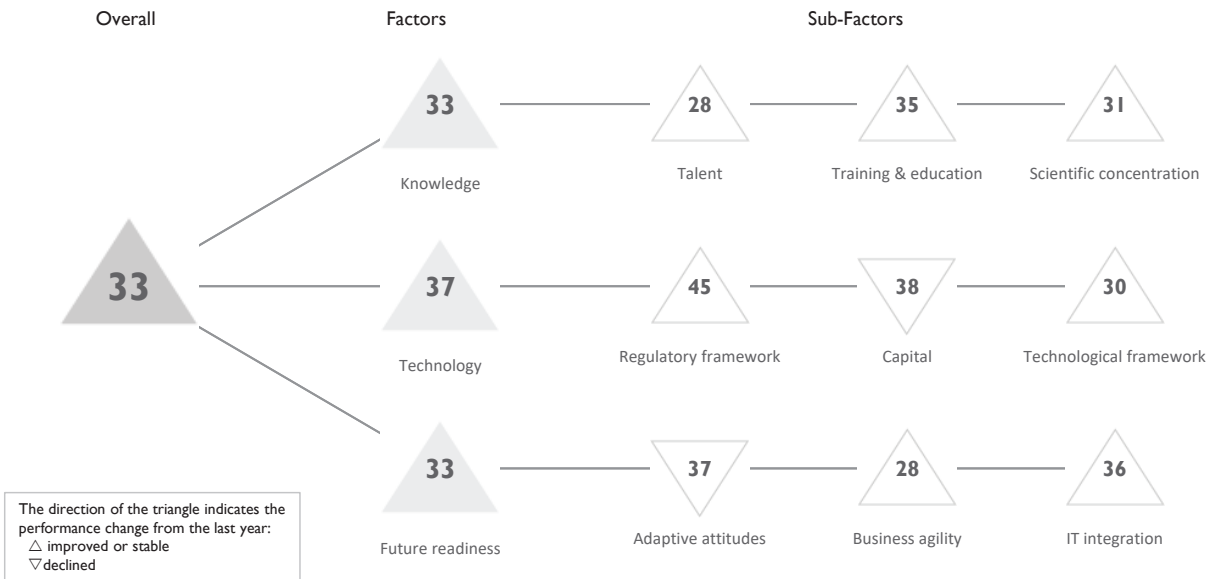 Overall Factors Sub-Factors
33 28 35 31
Knowledge Talent Training & education Scientific concentration
33
37 45 38 30
Technology Regulatory framework Capital Technological framework
33 37 28 36
Future readiness Adaptive attitudes Business agility IT integration
The direction of the triangle indicates the
performance change from the last year:
△ improved or stable
▽ declined